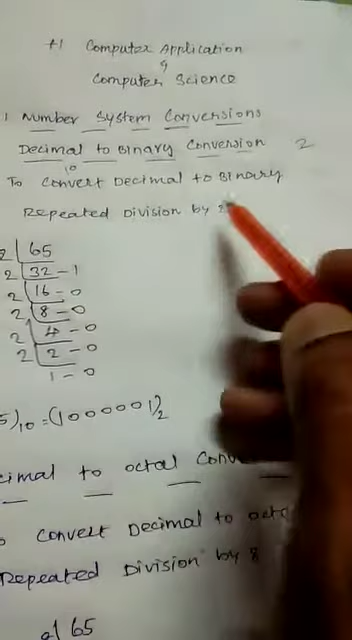 +1 Computer Application
&
Computer Science
1 Number System Conversions
Decimal to Binary Conversion 2
10
To Convert Decimal to Binary
Repeated Division by
2 | 65
2 | 32 - 1
2 | 16 - 0
2 | 8 - 0
2 | 4 - 0
2 | 2 - 0
1 - 0
5)10 = (1000001)2
cimal to octal Conv
o Convert Decimal to octa
Repeated Division by 8
65